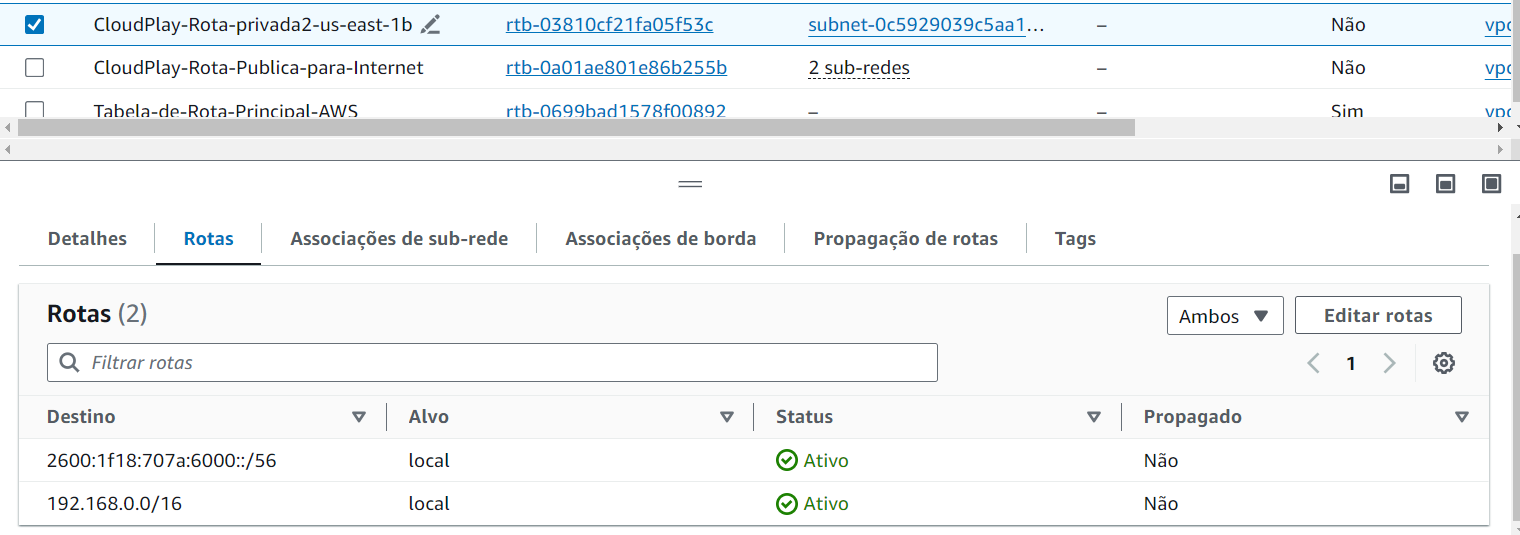 CloudPlay-Rota-privada2-us-east-1b rtb-03810cf21fa05f53c subnet-0c5929039c5aa1... – Não vpc
CloudPlay-Rota-Publica-para-Internet rtb-0a01ae801e86b255b 2 sub-redes – Não vpc
Tabela-de-Rota-Principal-AWS rtb-0699bad1578f00892 – – Sim vpc
Detalhes Rotas Associações de sub-rede Associações de borda Propagação de rotas Tags
Rotas (2) Ambos Editar rotas
Filtrar rotas 1
Destino Alvo Status Propagado
2600:1f18:707a:6000::/56 local Ativo Não
192.168.0.0/16 local Ativo Não